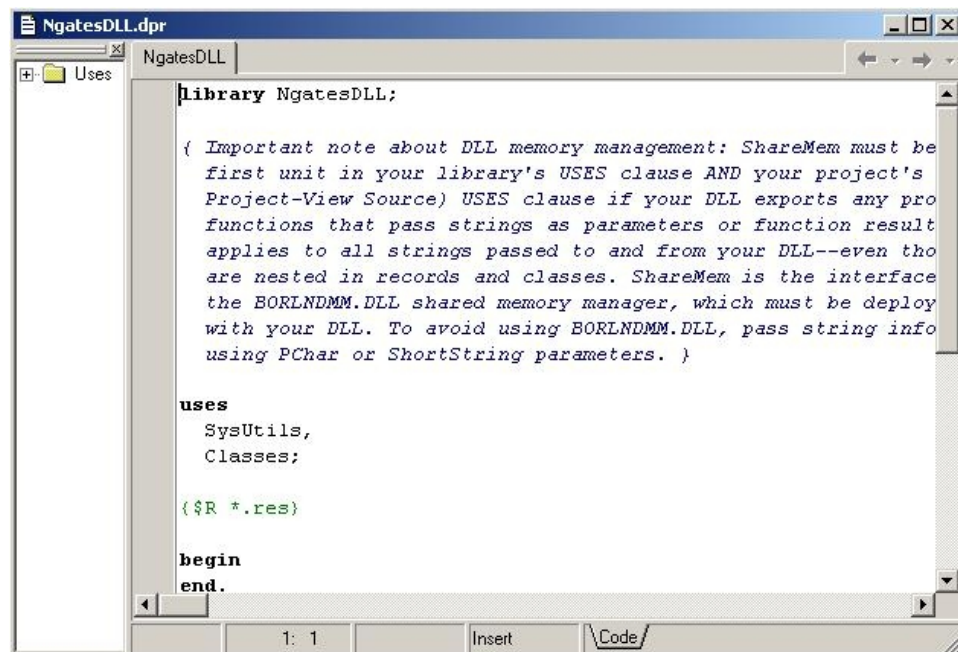 NgatesDLL.dpr
Uses
NgatesDLL
library NgatesDLL;
{ Important note about DLL memory management: ShareMem must be
first unit in your library's USES clause AND your project's
Project-View Source) USES clause if your DLL exports any pro
functions that pass strings as parameters or function result
applies to all strings passed to and from your DLL--even tho
are nested in records and classes. ShareMem is the interface
the BORLNDMM.DLL shared memory manager, which must be deploy
with your DLL. To avoid using BORLNDMM.DLL, pass string info
using PChar or ShortString parameters. }
uses
SysUtils,
Classes;
{$R *.res}
begin
end.
1: 1
Insert
\Code/